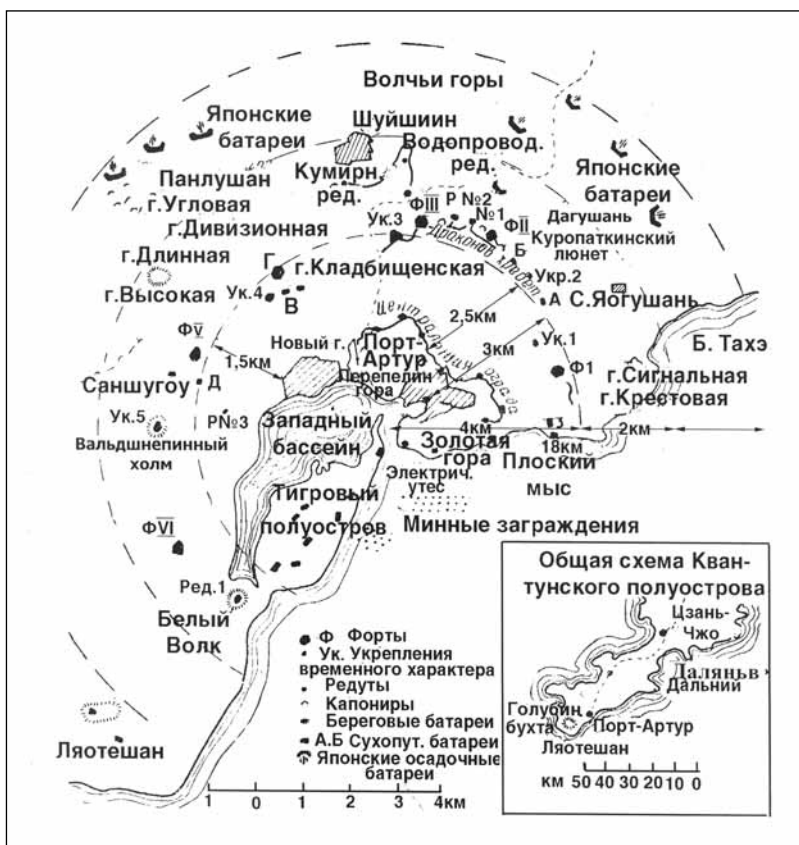 Волчьи горы
Японские
батареи
Шуйшиин
Водопровод.
ред.
Кумирн.
ред.
Панлушан
г.Угловая
г.Дивизионная
г.Длинная
г.Высокая
Японские
батареи
Дагушань
Куропаткинский
люнет
Ук.3
ФIII
Р №2
№1
ФII
Б
Драконов хребет
Укр.2
А
С.Яогушань
Г
г.Кладбищенская
Ук.4
В
Центральная ограда
2,5км
3км
Ук.1
Ф1
Б. Тахэ
г.Сигнальная
г.Крестовая
ФV
1,5км
Новый г.
Порт-
Артур
Перепелин
гора
Саншугоу
Д
Ук.5
Р№3
Вальдшнепинный
холм
Западный
бассейн
4км
2км
Золотая
гора
18км
Плоский
мыс
Электрич.
утес
Тигровый
полуостров
Минные заграждения
ФVI
Ред.1
Белый
Волк
Ляотешан
Ф Форты
Ук. Укрепления
временного характера
Редуты
Капониры
Береговые батареи
А.Б Сухопут. батареи
Японские осадочные
батареи
1 0 1 2 3 4км
Общая схема Кван-
тунского полуострова
Цзань-
Чжо
Даляньв
Дальний
Голубин.
бухта
Порт-Артур
Ляотешан
км 50 40 30 20 10 0